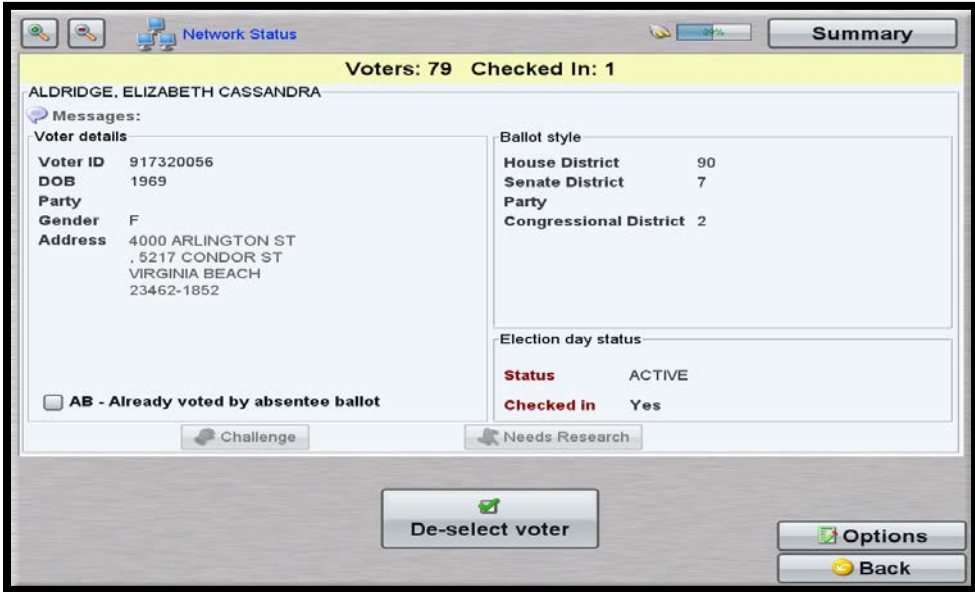 Network Status
39%
Summary
Voters: 79 Checked In: 1
ALDRIDGE, ELIZABETH CASSANDRA
Messages:
Voter details
Voter ID 917320056
DOB 1969
Party
Gender F
Address 4000 ARLINGTON ST
, 5217 CONDOR ST
VIRGINIA BEACH
23462-1852
AB - Already voted by absentee ballot
Ballot style
House District 90
Senate District 7
Party
Congressional District 2
Election day status
Status ACTIVE
Checked in Yes
Challenge
Needs Research
De-select voter
Options
Back